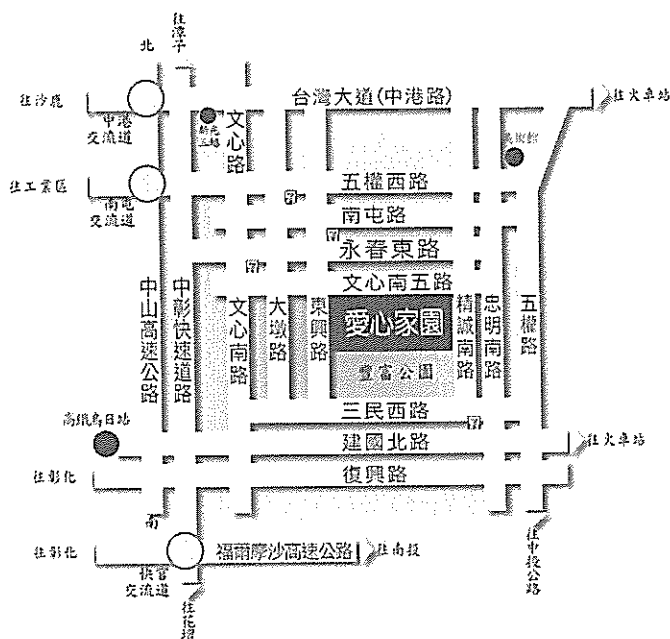 往潭子
北
台灣大道(中港路)
往沙鹿
往火車站
中港
交流道
新光
三越
文心路
美術館
往工業區
五權西路
南屯
交流道
南屯路
永春東路
文心南五路
中山高速公路
中彰快速道路
文心南路
大墩路
東興路
愛心家園
精誠南路
忠明南路
五權路
豐富公園
三民西路
高鐵烏日站
建國北路
往火車站
往彰化
復興路
南
往彰化
福爾摩沙高速公路
往南投
快官
交流道
往中投公路
往花壇